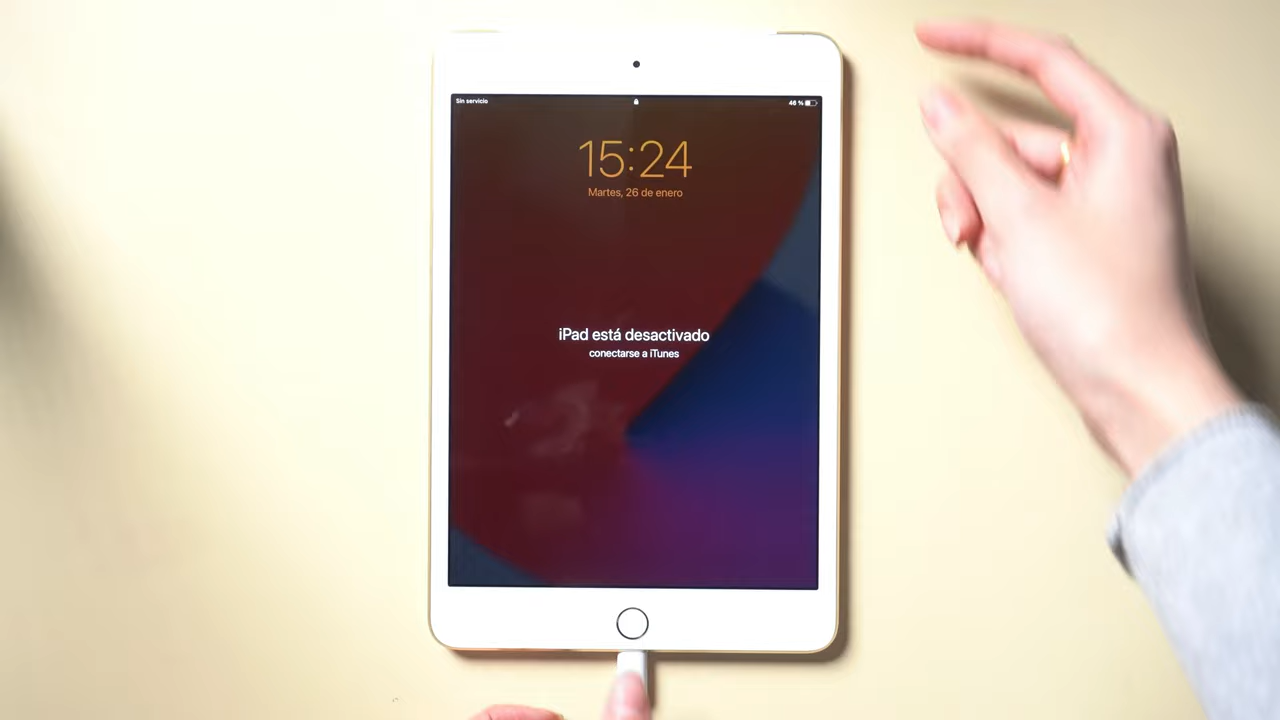 Sin servicio
46 %
15:24
Martes, 26 de enero
iPad está desactivado
conectarse a iTunes